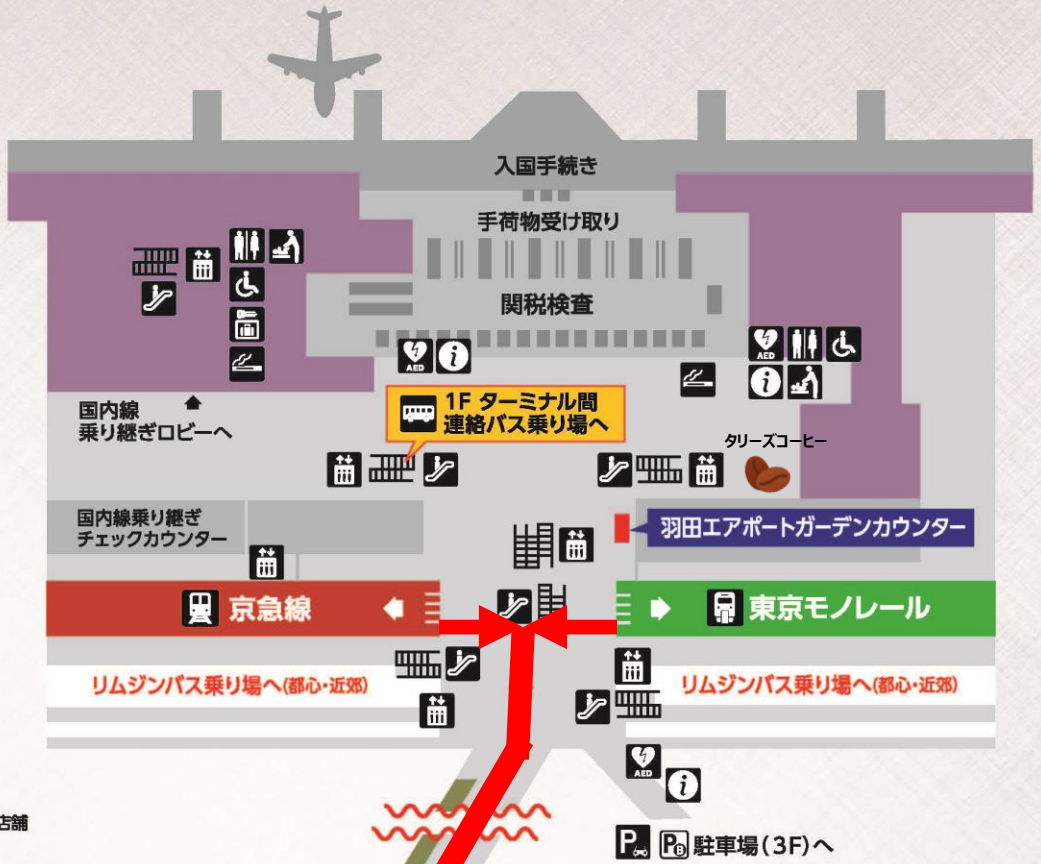 入国手続き
手荷物受け取り
関税検査
AED
i
AED
i
1F ターミナル間
連絡バス乗り場へ
国内線
乗り継ぎロビーへ
タリーズコーヒー
国内線乗り継ぎ
チェックカウンター
羽田エアポートガーデンカウンター
京急線
東京モノレール
リムジンバス乗り場へ(都心・近郊)
リムジンバス乗り場へ(都心・近郊)
AED
i
店舗
P PB 駐車場(3F)へ